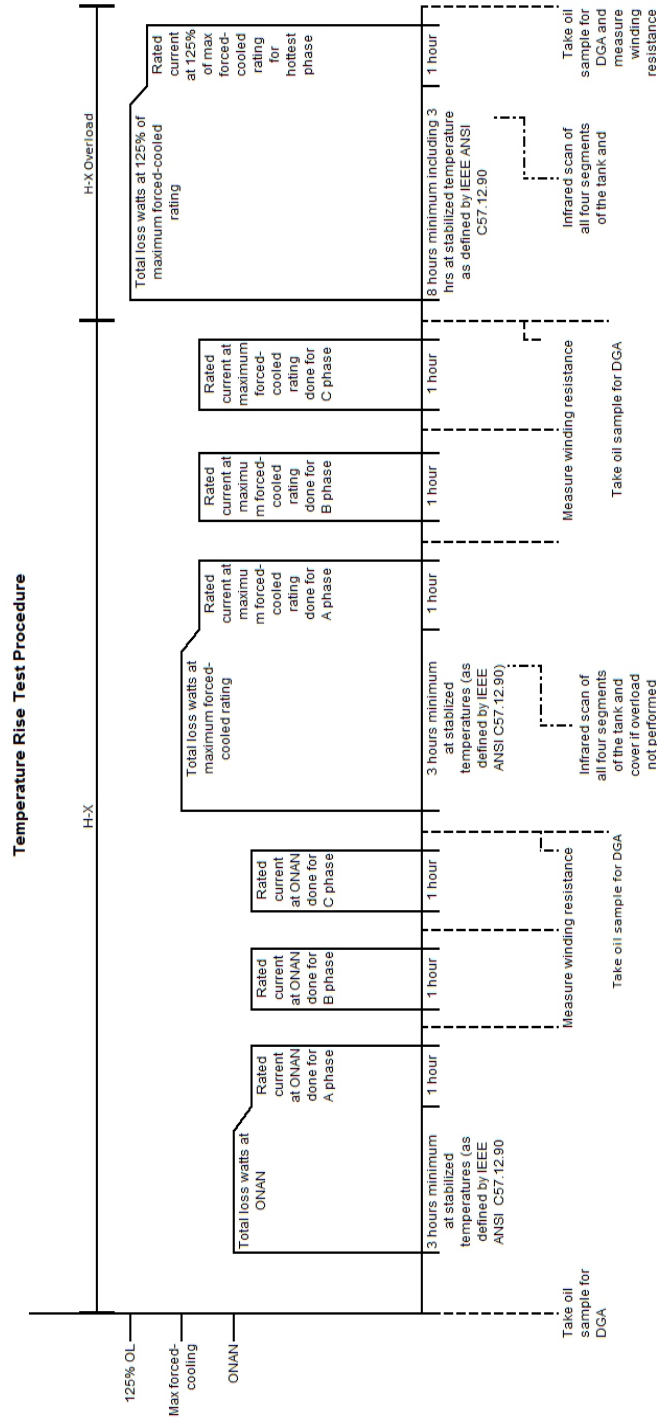 Temperature Rise Test Procedure
H-X
H-X Overload
125% OL
Max forced-
cooling
ONAN
Total loss watts at
ONAN
Rated
current
at ONAN
done for
A phase
Rated
current
at ONAN
done for
B phase
Rated
current
at ONAN
done for
C phase
Total loss watts at
maximum forced-
cooled rating
Rated
current at
maximu
m forced-
cooled
rating
done for
A phase
Rated
current at
maximu
m forced-
cooled
rating
done for
B phase
Rated
current at
maximum
forced-
cooled
rating
done for
C phase
Total loss watts at 125% of
maximum forced-cooled
rating
Rated
current
at 125%
of max
forced-
cooled
rating
for
hottest
phase
3 hours minimum
at stabilized
temperatures (as
defined by IEEE
ANSI C57.12.90
1 hour
1 hour
1 hour
3 hours minimum
at stabilized
temperatures (as
defined by IEEE
ANSI C57.12.90)
1 hour
1 hour
1 hour
8 hours minimum including 3
hrs at stabilized temperature
as defined by IEEE ANSI
C57.12.90
1 hour
Take oil
sample for
DGA
Measure winding resistance
Take oil sample for DGA
Infrared scan of
all four segments
of the tank and
cover if overload
not performed
Measure winding resistance
Take oil sample for DGA
Infrared scan of
all four segments
of the tank and
Take oil
sample for
DGA and
measure
winding
resistance